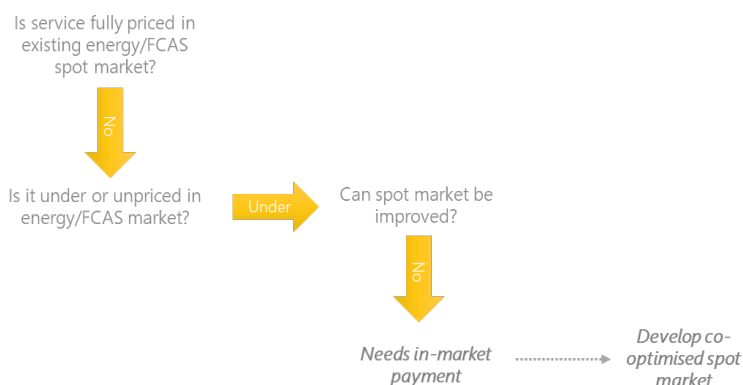 Is service fully priced in
existing energy/FCAS
spot market?
No
Is it under or unpriced in
energy/FCAS market?
Under
Can spot market be
improved?
No
Needs in-market
payment
Develop co-
optimised spot
market